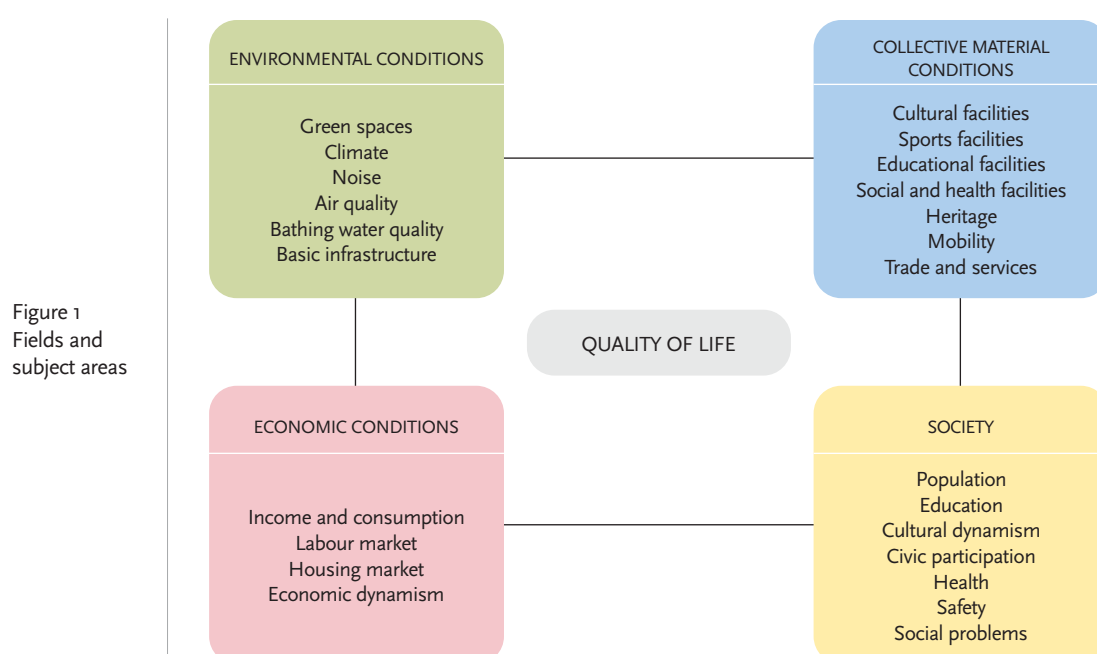 Figure 1
Fields and
subject areas
ENVIRONMENTAL CONDITIONS
Green spaces
Climate
Noise
Air quality
Bathing water quality
Basic infrastructure
COLLECTIVE MATERIAL
CONDITIONS
Cultural facilities
Sports facilities
Educational facilities
Social and health facilities
Heritage
Mobility
Trade and services
QUALITY OF LIFE
ECONOMIC CONDITIONS
Income and consumption
Labour market
Housing market
Economic dynamism
SOCIETY
Population
Education
Cultural dynamism
Civic participation
Health
Safety
Social problems